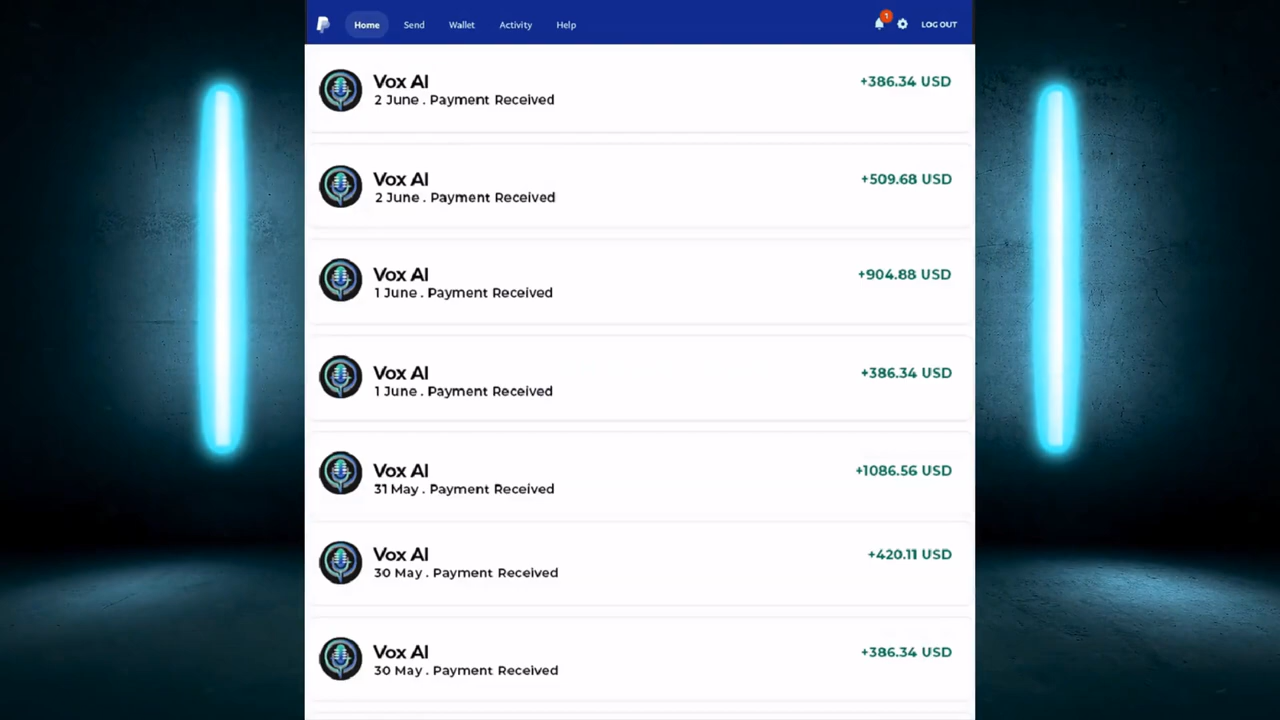 Home Send Wallet Activity Help 1 LOG OUT
Vox AI +386.34 USD
2 June . Payment Received
Vox AI +509.68 USD
2 June . Payment Received
Vox AI +904.88 USD
1 June . Payment Received
Vox AI +386.34 USD
1 June . Payment Received
Vox AI +1086.56 USD
31 May . Payment Received
Vox AI +420.11 USD
30 May . Payment Received
Vox AI +386.34 USD
30 May . Payment Received